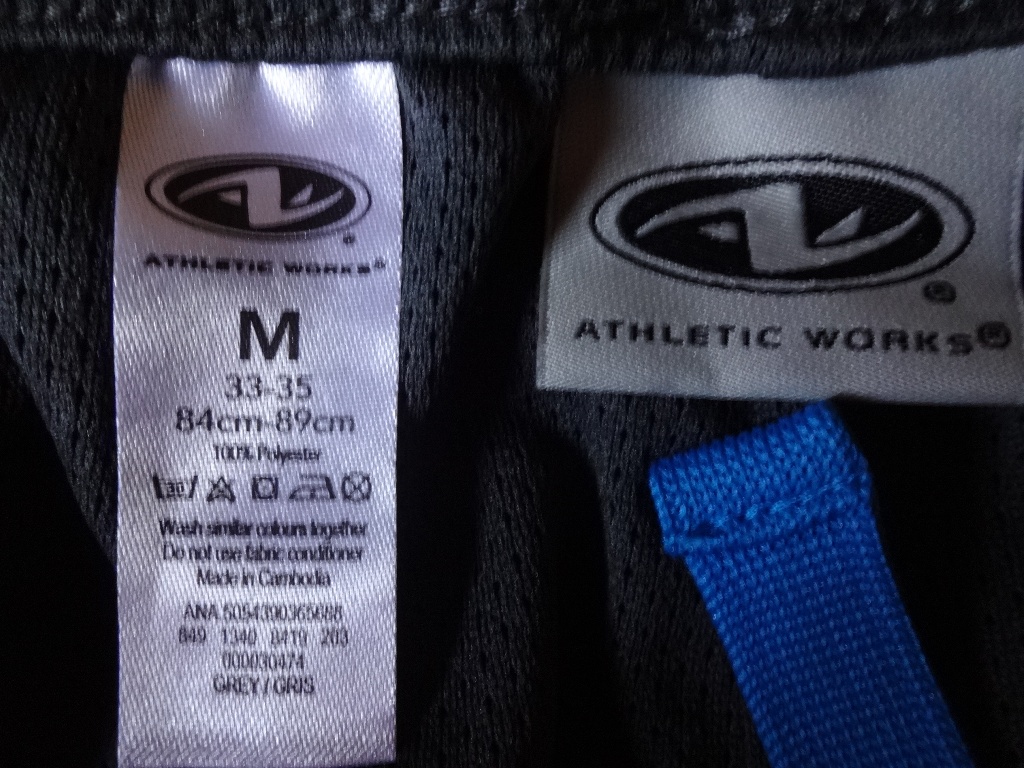 ATHLETIC WORKS®
M
33-35
84cm-89cm
100% Polyester
30
Wash similar colours together
Do not use fabric conditioner
Made in Cambodia
ANA 5054390365688
849 1340 8419 203
000030474
GREY / GRIS
ATHLETIC WORKS®